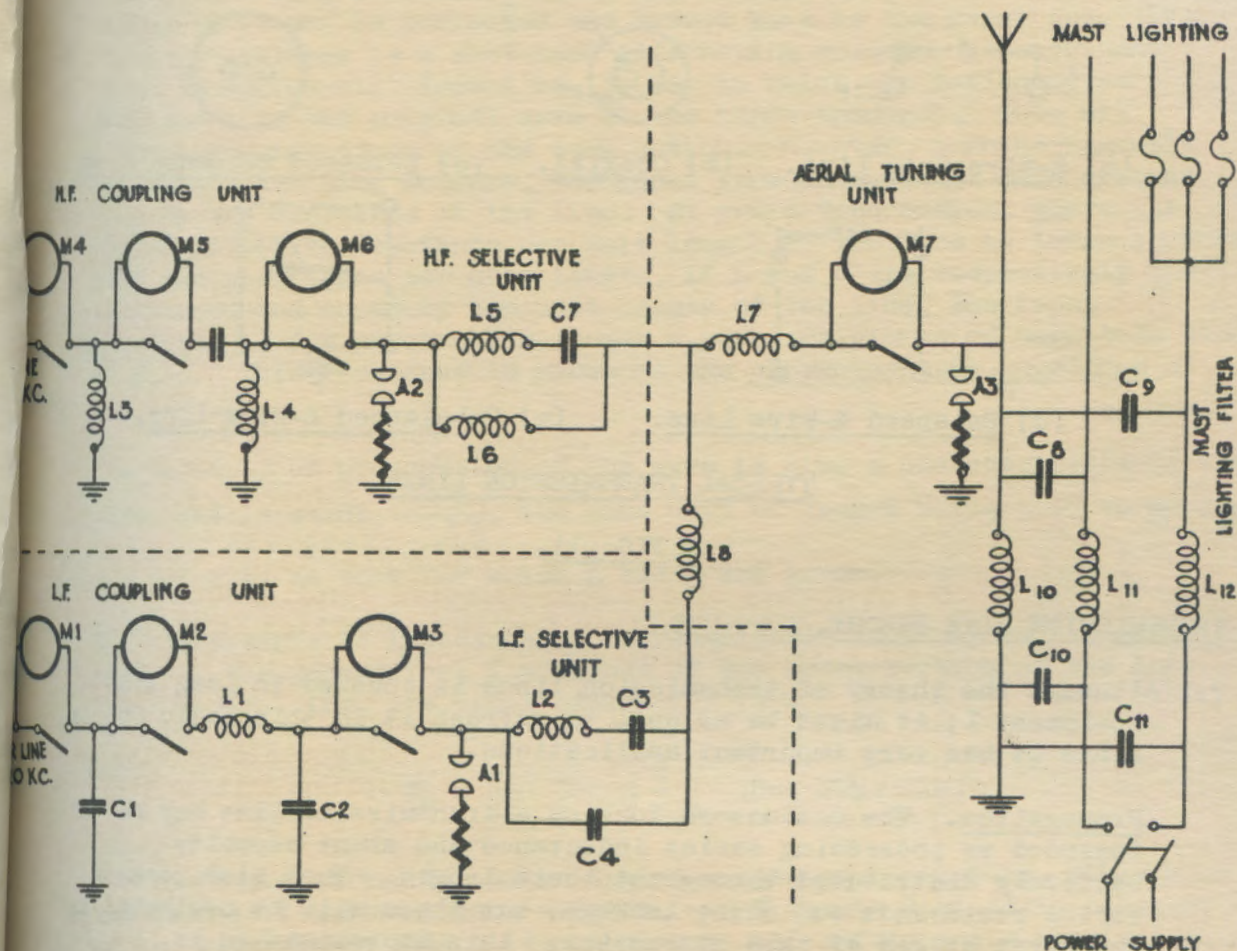 MAST LIGHTING
H.F. COUPLING UNIT
AERIAL TUNING
UNIT
M4
M5
M6
M7
H.F. SELECTIVE
UNIT
L5
C7
L7
KC.
L3
L4
A2
L6
A3
C9
C8
MAST
LIGHTING FILTER
L8
L10
L11
L12
L.F. COUPLING UNIT
M1
M2
M3
L.F. SELECTIVE
UNIT
L1
L2
C3
C10
C11
LINE
KC.
C1
C2
A1
C4
POWER SUPPLY